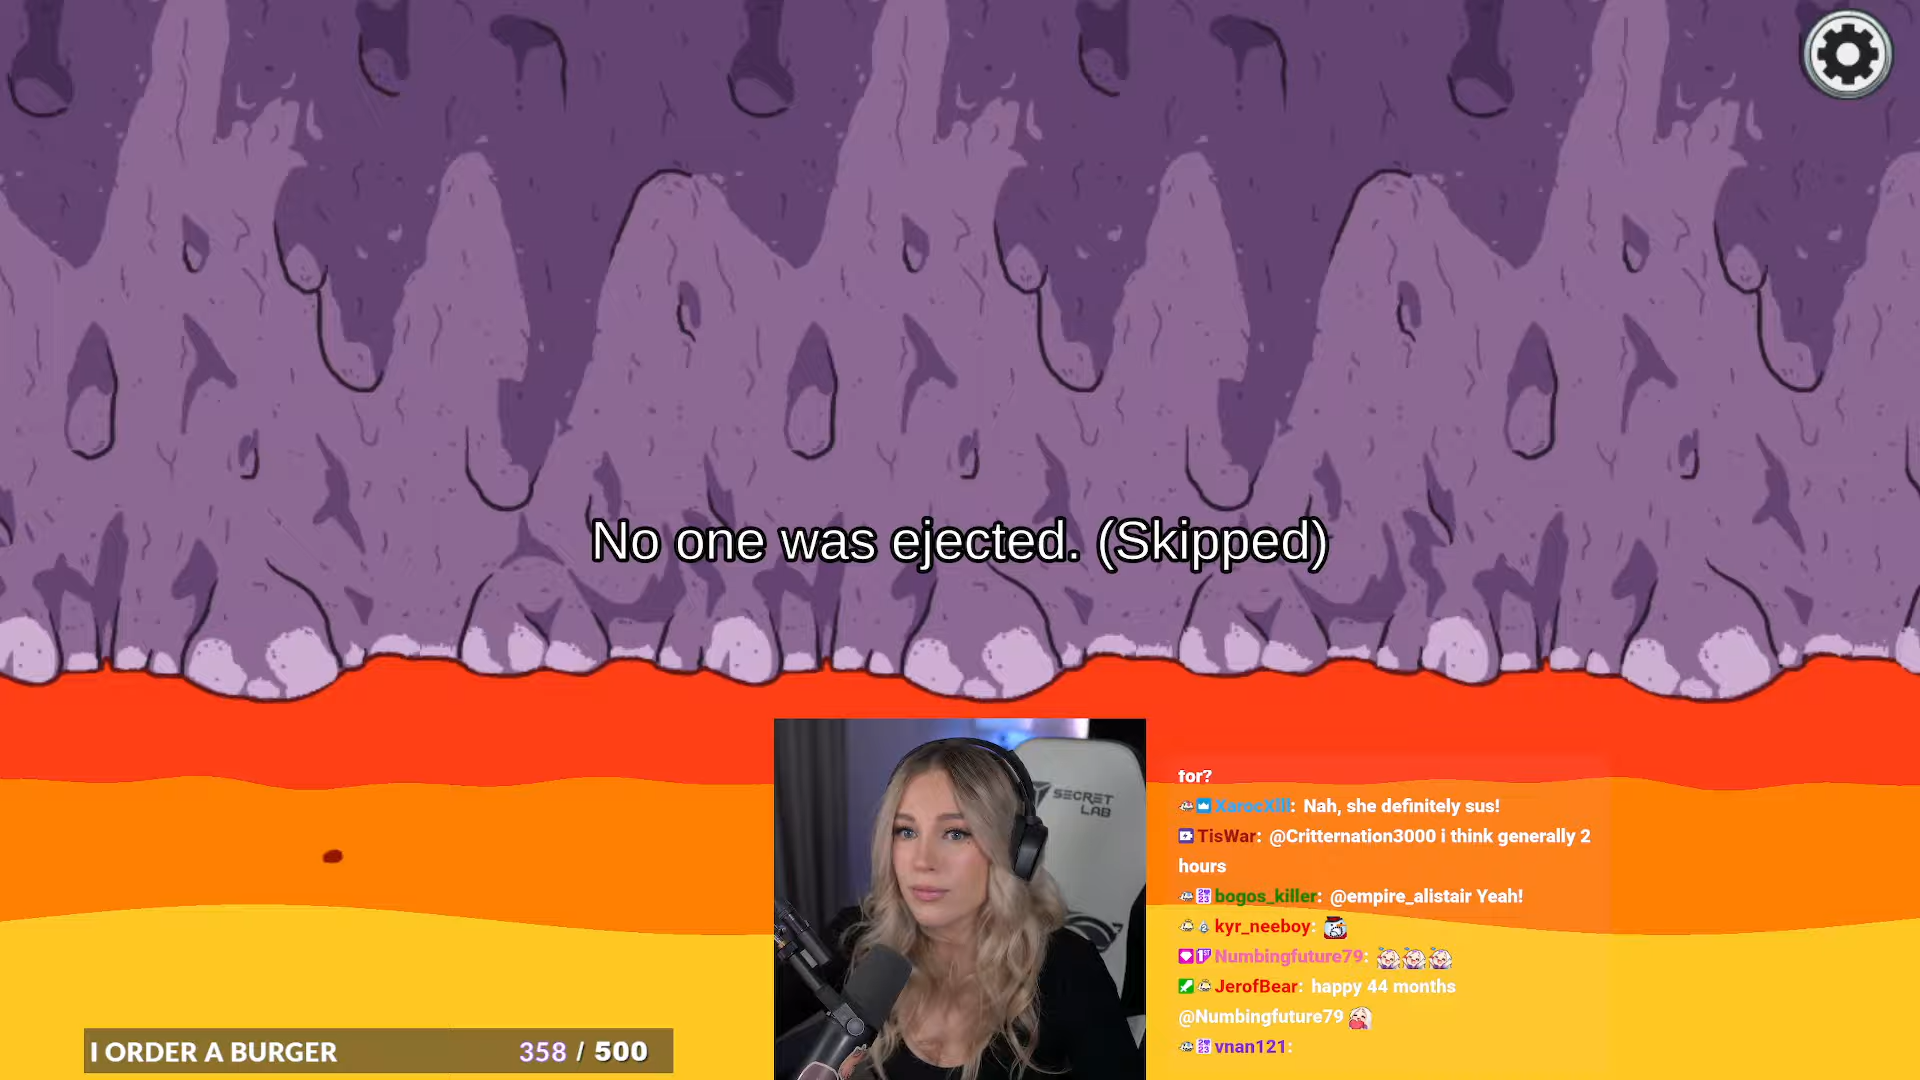 No one was ejected. (Skipped)
SECRET
LAB
for?
XarocXIII: Nah, she definitely sus!
TisWar: @Critternation3000 i think generally 2
hours
bogos_killer: @empire_alistair Yeah!
kyr_neeboy:
Numbingfuture79:
JerofBear: happy 44 months
@Numbingfuture79
vnan121:
I ORDER A BURGER 358 / 500